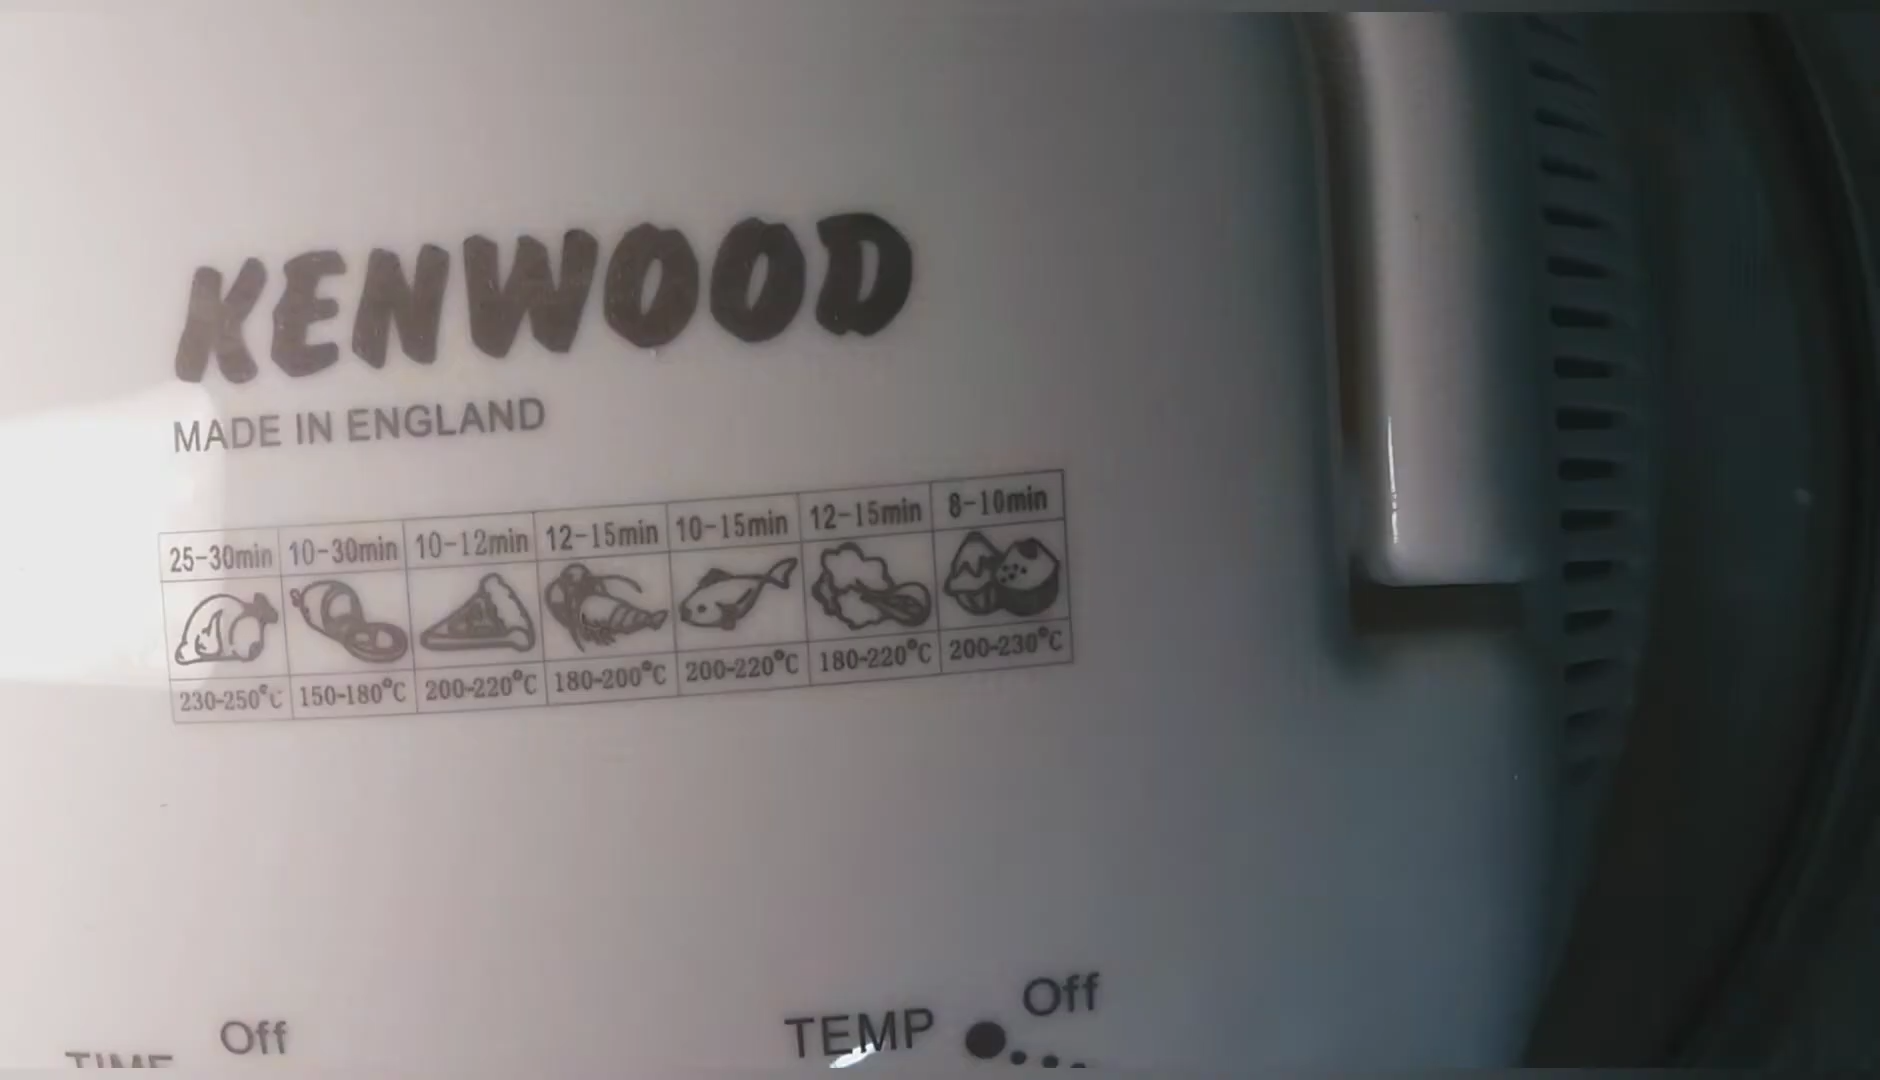 KENWOOD
MADE IN ENGLAND
25-30min 10-30min 10-12min 12-15min 10-15min 12-15min 8-10min
230-250°C 150-180°C 200-220°C 180-200°C 200-220°C 180-220°C 200-230°C
Off
TIME
Off
TEMP